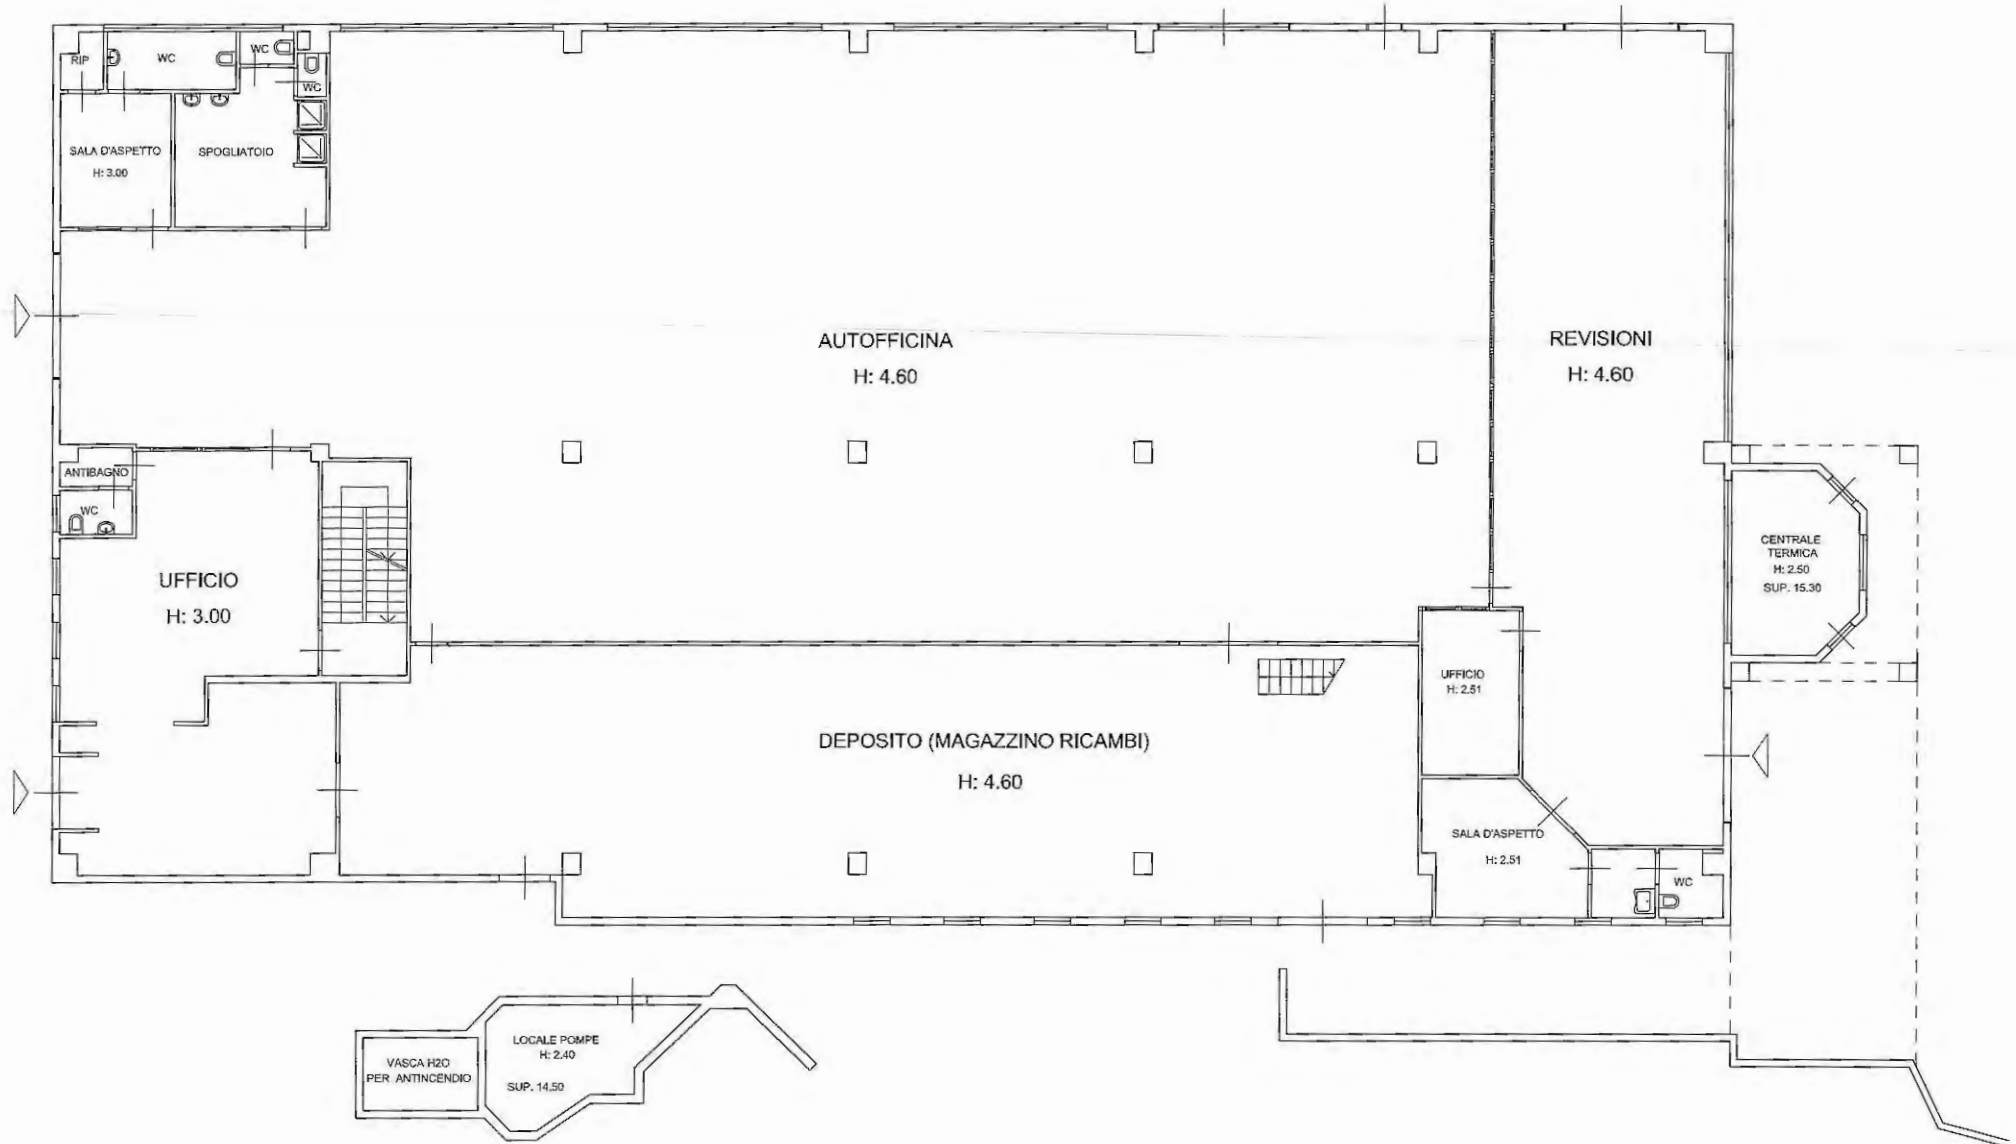 RIP
WC
WC
WC
SALA D'ASPETTO
H: 3.00
SPOGLIATOIO
AUTOFFICINA
H: 4.60
REVISIONI
H: 4.60
ANTIBAGNO
WC
UFFICIO
H: 3.00
CENTRALE
TERMICA
H: 2.50
SUP. 15.30
UFFICIO
H: 2.51
DEPOSITO (MAGAZZINO RICAMBI)
H: 4.60
SALA D'ASPETTO
H: 2.51
WC
LOCALE POMPE
H: 2.40
SUP. 14.50
VASCA H2O
PER ANTINCENDIO